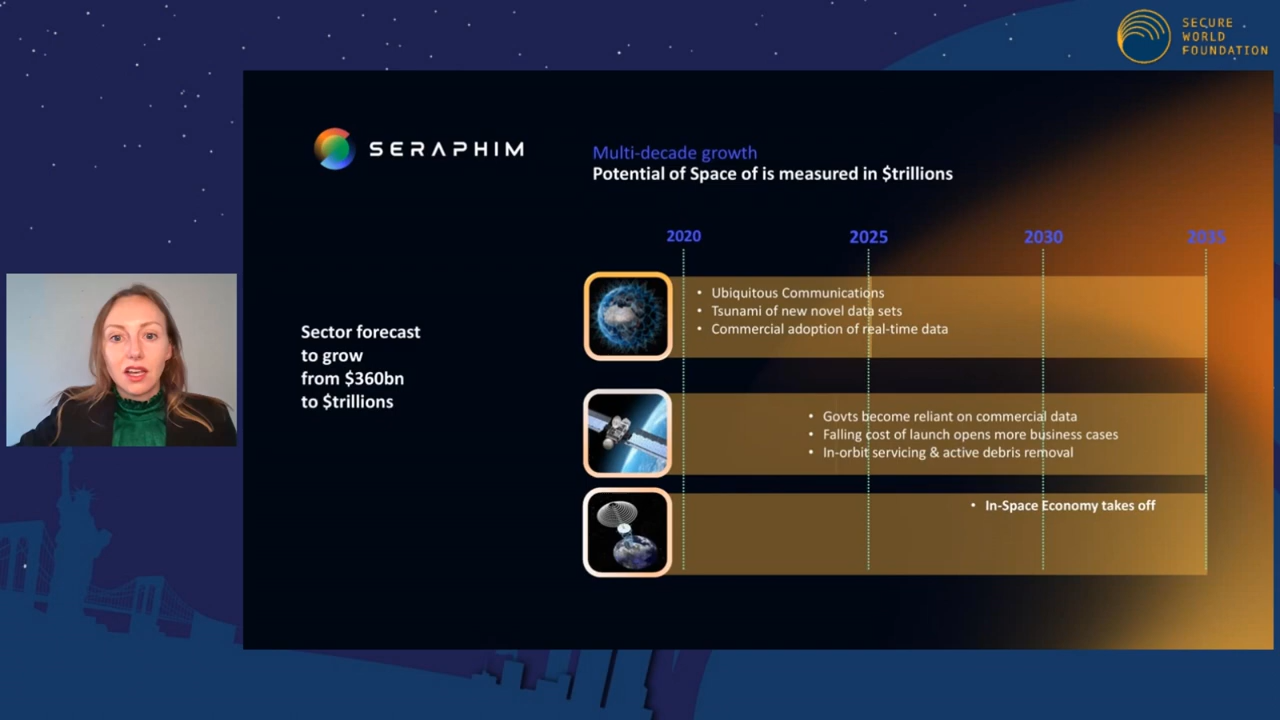 SECURE
WORLD
FOUNDATION
SERAPHIM
Multi-decade growth
Potential of Space of is measured in $trillions
2020
2025
2030
2035
• Ubiquitous Communications
• Tsunami of new novel data sets
• Commercial adoption of real-time data
Sector forecast
to grow
from $360bn
to $trillions
• Govts become reliant on commercial data
• Falling cost of launch opens more business cases
• In-orbit servicing & active debris removal
• In-Space Economy takes off